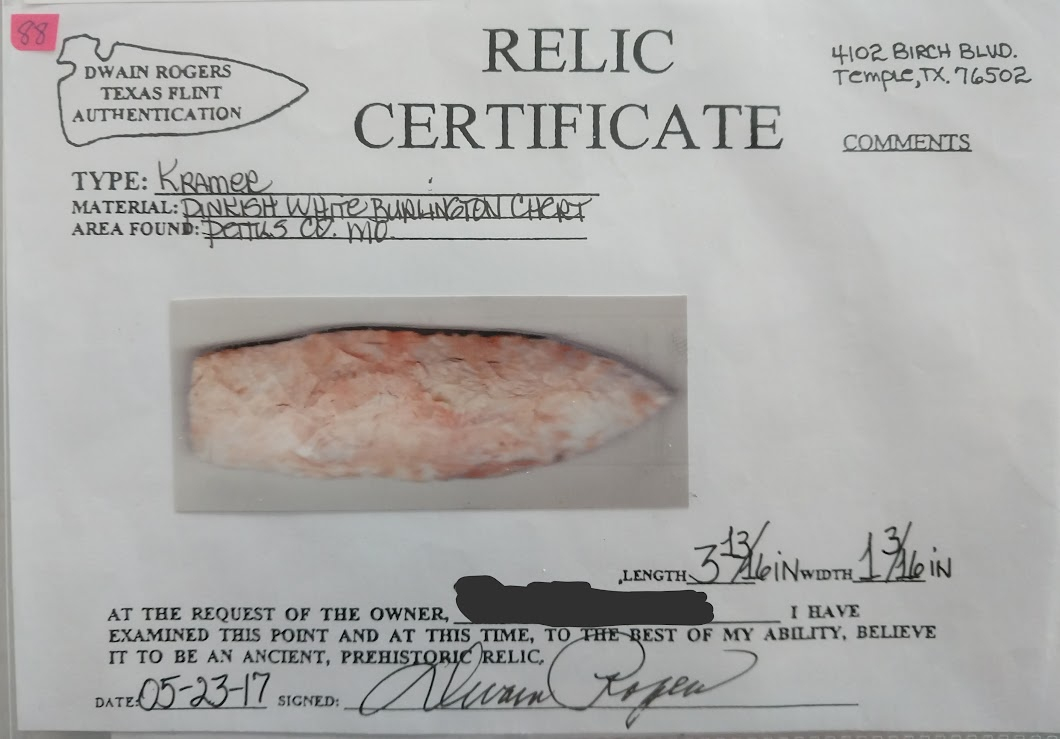 88
DWAIN ROGERS
TEXAS FLINT
AUTHENTICATION
RELIC
CERTIFICATE
4102 BIRCH BLVD.
Temple, TX. 76502
COMMENTS
TYPE: KRAMER
MATERIAL: PINKISH WHITE BURLINGTON CHERT
AREA FOUND: PETTUS CO. MO.
LENGTH 3 13/16 IN WIDTH 1 3/16 IN
AT THE REQUEST OF THE OWNER, I HAVE
EXAMINED THIS POINT AND AT THIS TIME, TO THE BEST OF MY ABILITY, BELIEVE
IT TO BE AN ANCIENT, PREHISTORIC RELIC.
DATE: 05-23-17 SIGNED: Dwain Rogers